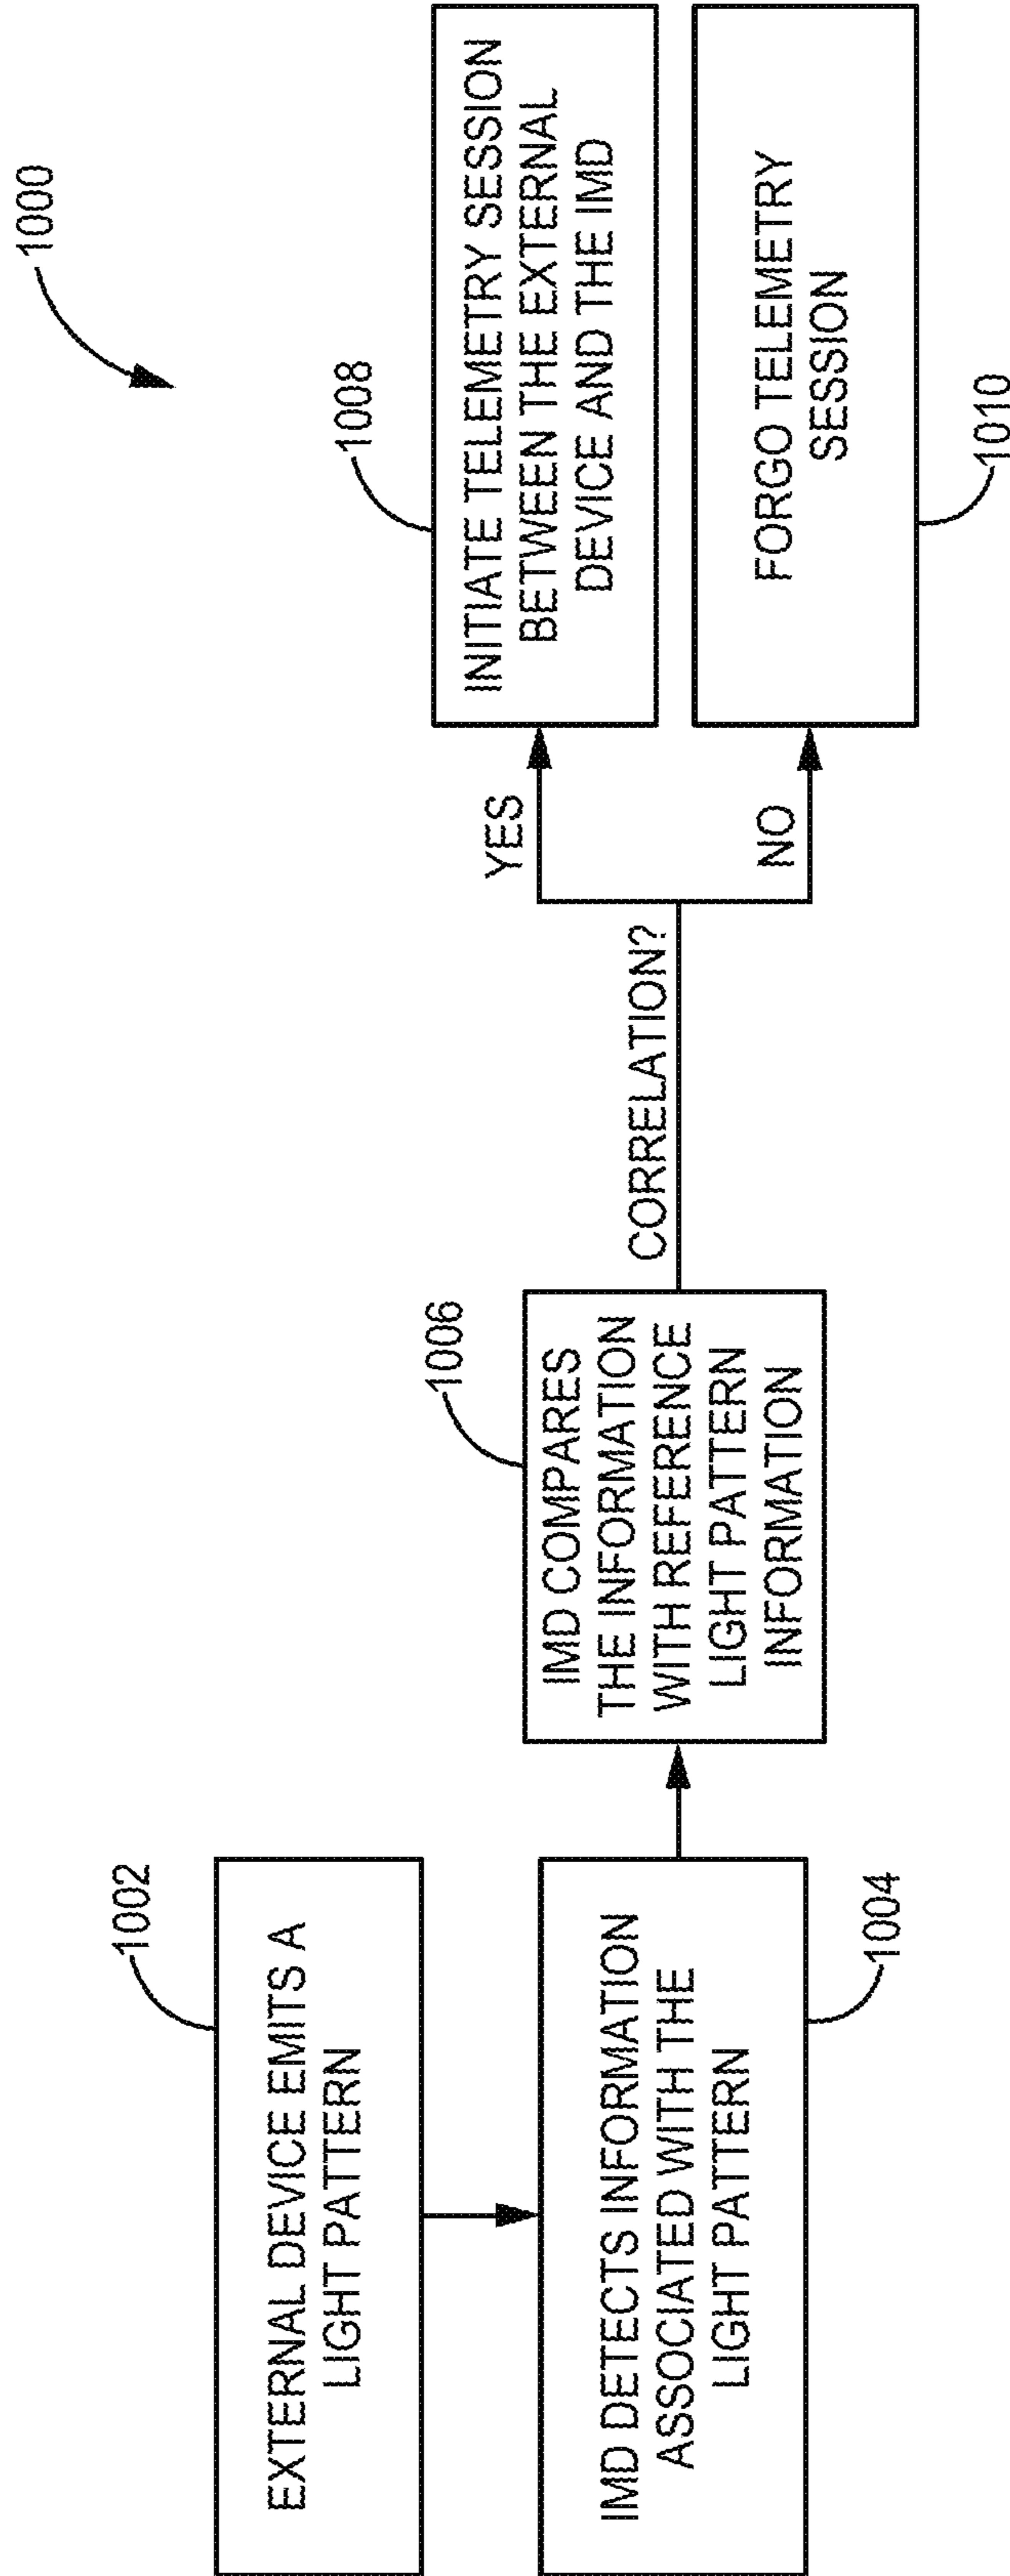 1000
1002
EXTERNAL DEVICE EMITS A
LIGHT PATTERN
IMD DETECTS INFORMATION
ASSOCIATED WITH THE
LIGHT PATTERN
1004
1006
IMD COMPARES
THE INFORMATION
WITH REFERENCE
LIGHT PATTERN
INFORMATION
CORRELATION?
YES
NO
1008
INITIATE TELEMETRY SESSION
BETWEEN THE EXTERNAL
DEVICE AND THE IMD
FORGO TELEMETRY
SESSION
1010